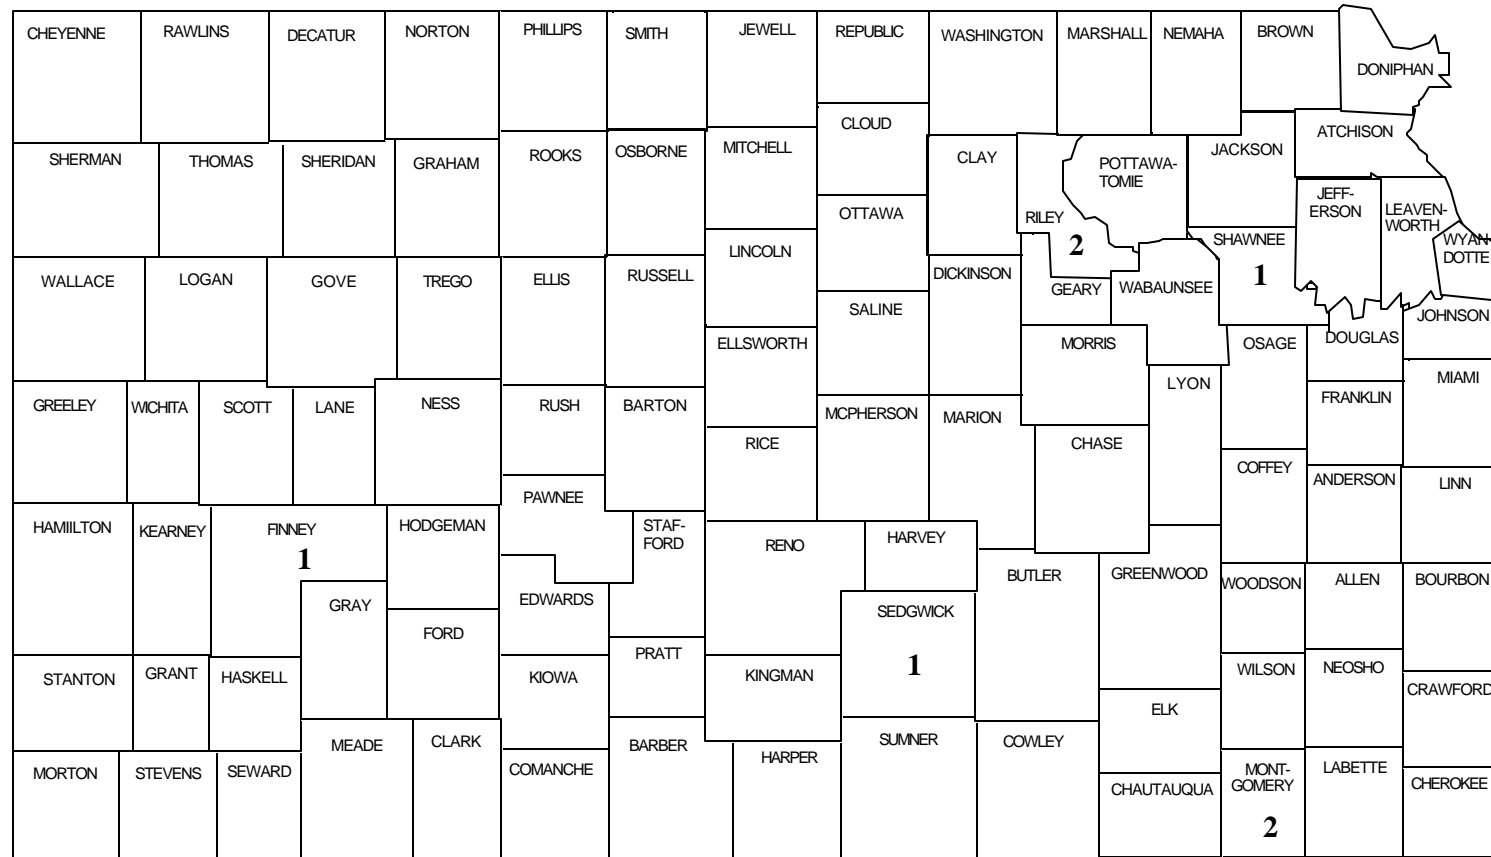 CHEYENNE
RAWLINS
DECATUR
NORTON
PHILLIPS
SMITH
JEWELL
REPUBLIC
WASHINGTON
MARSHALL
NEMAHA
BROWN
DONIPHAN
CLOUD
ATCHISON
SHERMAN
THOMAS
SHERIDAN
GRAHAM
ROOKS
OSBORNE
MITCHELL
CLAY
POTTAWA-
TOMIE
JACKSON
OTTAWA
RILEY
2
JEFF-
ERSON
LEAVEN-
WORTH
SHAWNEE
1
WYAN
DOTTE
WALLACE
LOGAN
GOVE
TREGO
ELLIS
RUSSELL
LINCOLN
DICKINSON
GEARY
WABAUNSEE
SALINE
JOHNSON
ELLSWORTH
MORRIS
OSAGE
DOUGLAS
GREELEY
WICHITA
SCOTT
LANE
NESS
RUSH
BARTON
MCPHERSON
MARION
LYON
FRANKLIN
MIAMI
RICE
CHASE
COFFEY
ANDERSON
LINN
HAMIILTON
KEARNEY
FINNEY
1
HODGEMAN
PAWNEE
STAF-
FORD
RENO
HARVEY
BUTLER
GREENWOOD
WOODSON
ALLEN
BOURBON
GRAY
FORD
EDWARDS
SEDGWICK
1
STANTON
GRANT
HASKELL
KIOWA
PRATT
KINGMAN
WILSON
NEOSHO
CRAWFORD
ELK
MEADE
CLARK
BARBER
SUMNER
COWLEY
MORTON
STEVENS
SEWARD
COMANCHE
HARPER
CHAUTAUQUA
MONT-
GOMERY
2
LABETTE
CHEROKEE